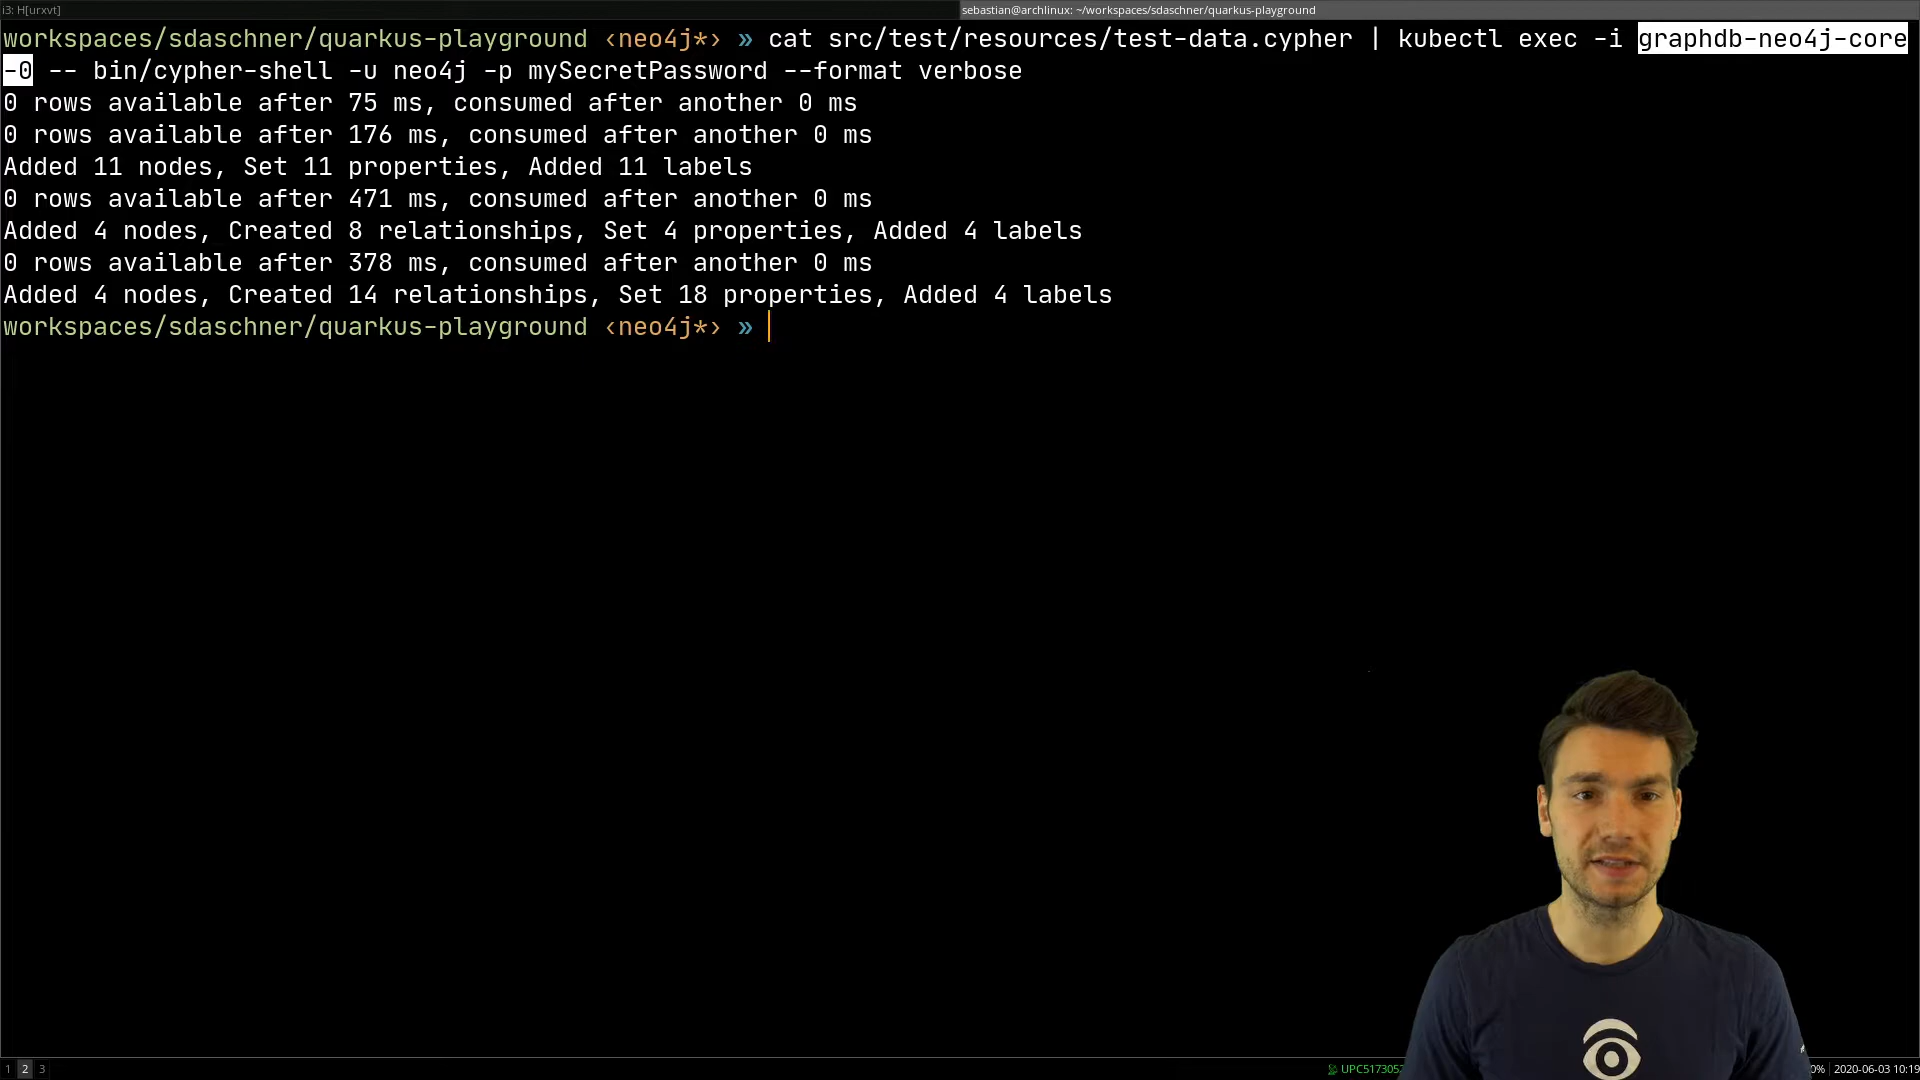 i3: H[urxvt]
sebastian@archlinux: ~/workspaces/sdaschner/quarkus-playground
workspaces/sdaschner/quarkus-playground ‹neo4j*› » cat src/test/resources/test-data.cypher | kubectl exec -i graphdb-neo4j-core
-0 -- bin/cypher-shell -u neo4j -p mySecretPassword --format verbose
0 rows available after 75 ms, consumed after another 0 ms
0 rows available after 176 ms, consumed after another 0 ms
Added 11 nodes, Set 11 properties, Added 11 labels
0 rows available after 471 ms, consumed after another 0 ms
Added 4 nodes, Created 8 relationships, Set 4 properties, Added 4 labels
0 rows available after 378 ms, consumed after another 0 ms
Added 4 nodes, Created 14 relationships, Set 18 properties, Added 4 labels
workspaces/sdaschner/quarkus-playground ‹neo4j*› »
1 2 3
UPC517305 0% 2020-06-03 10:19